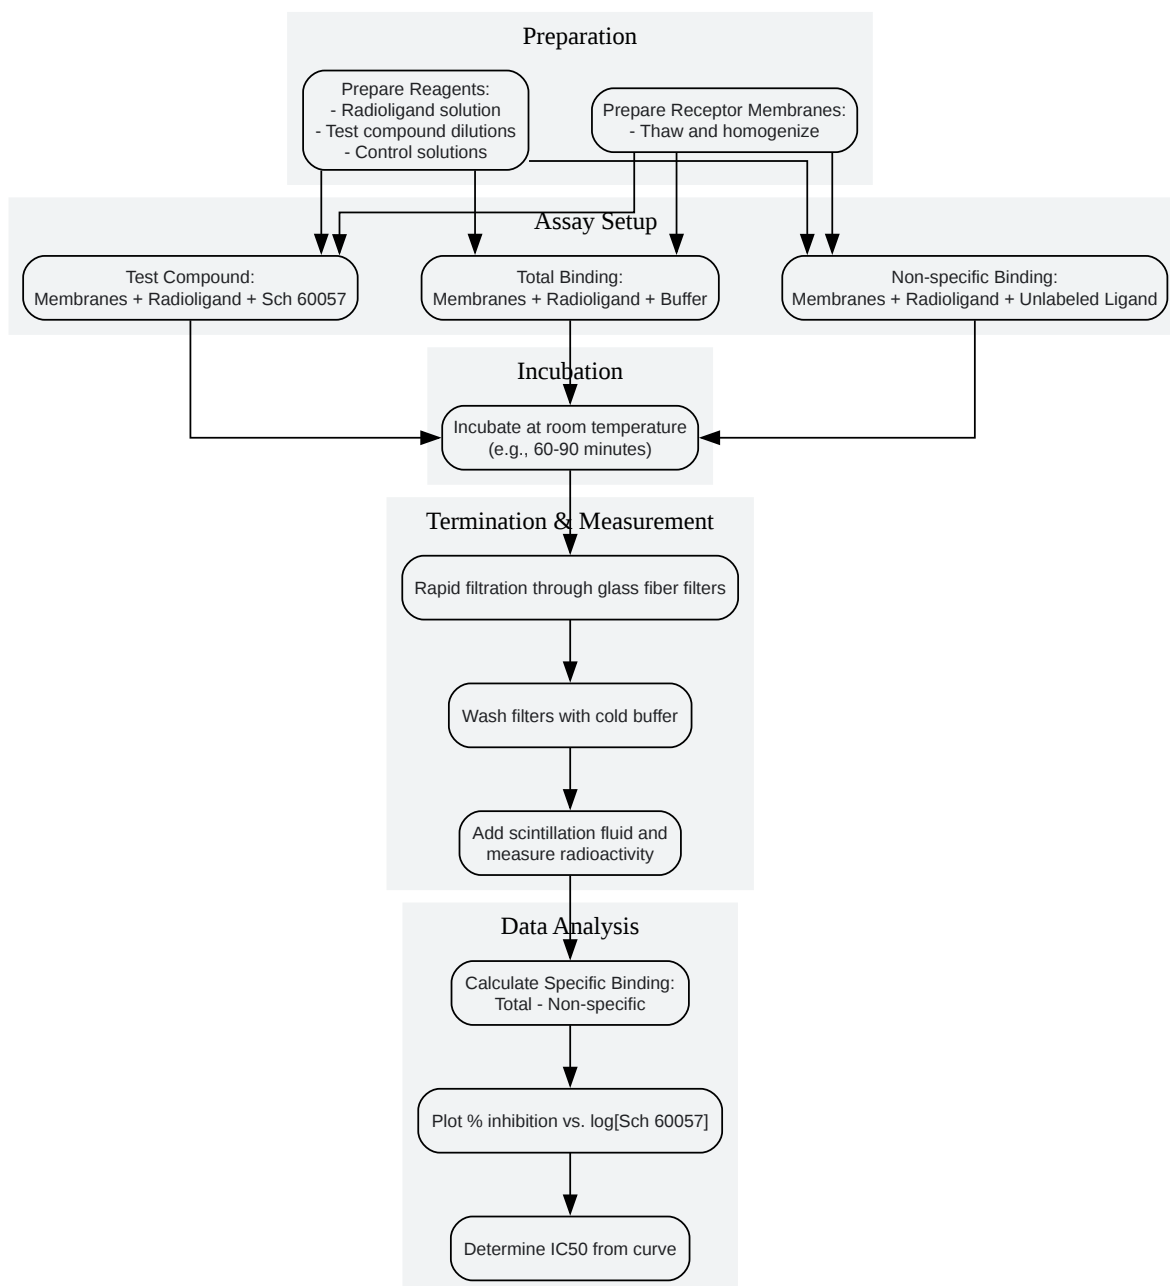 Preparation
Prepare Reagents:
- Radioligand solution
- Test compound dilutions
- Control solutions
Prepare Receptor Membranes:
- Thaw and homogenize
Assay Setup
Test Compound:
Membranes + Radioligand + Sch 60057
Total Binding:
Membranes + Radioligand + Buffer
Non-specific Binding:
Membranes + Radioligand + Unlabeled Ligand
Incubation
Incubate at room temperature
(e.g., 60-90 minutes)
Termination & Measurement
Rapid filtration through glass fiber filters
Wash filters with cold buffer
Add scintillation fluid and
measure radioactivity
Data Analysis
Calculate Specific Binding:
Total - Non-specific
Plot % inhibition vs. log[Sch 60057]
Determine IC50 from curve